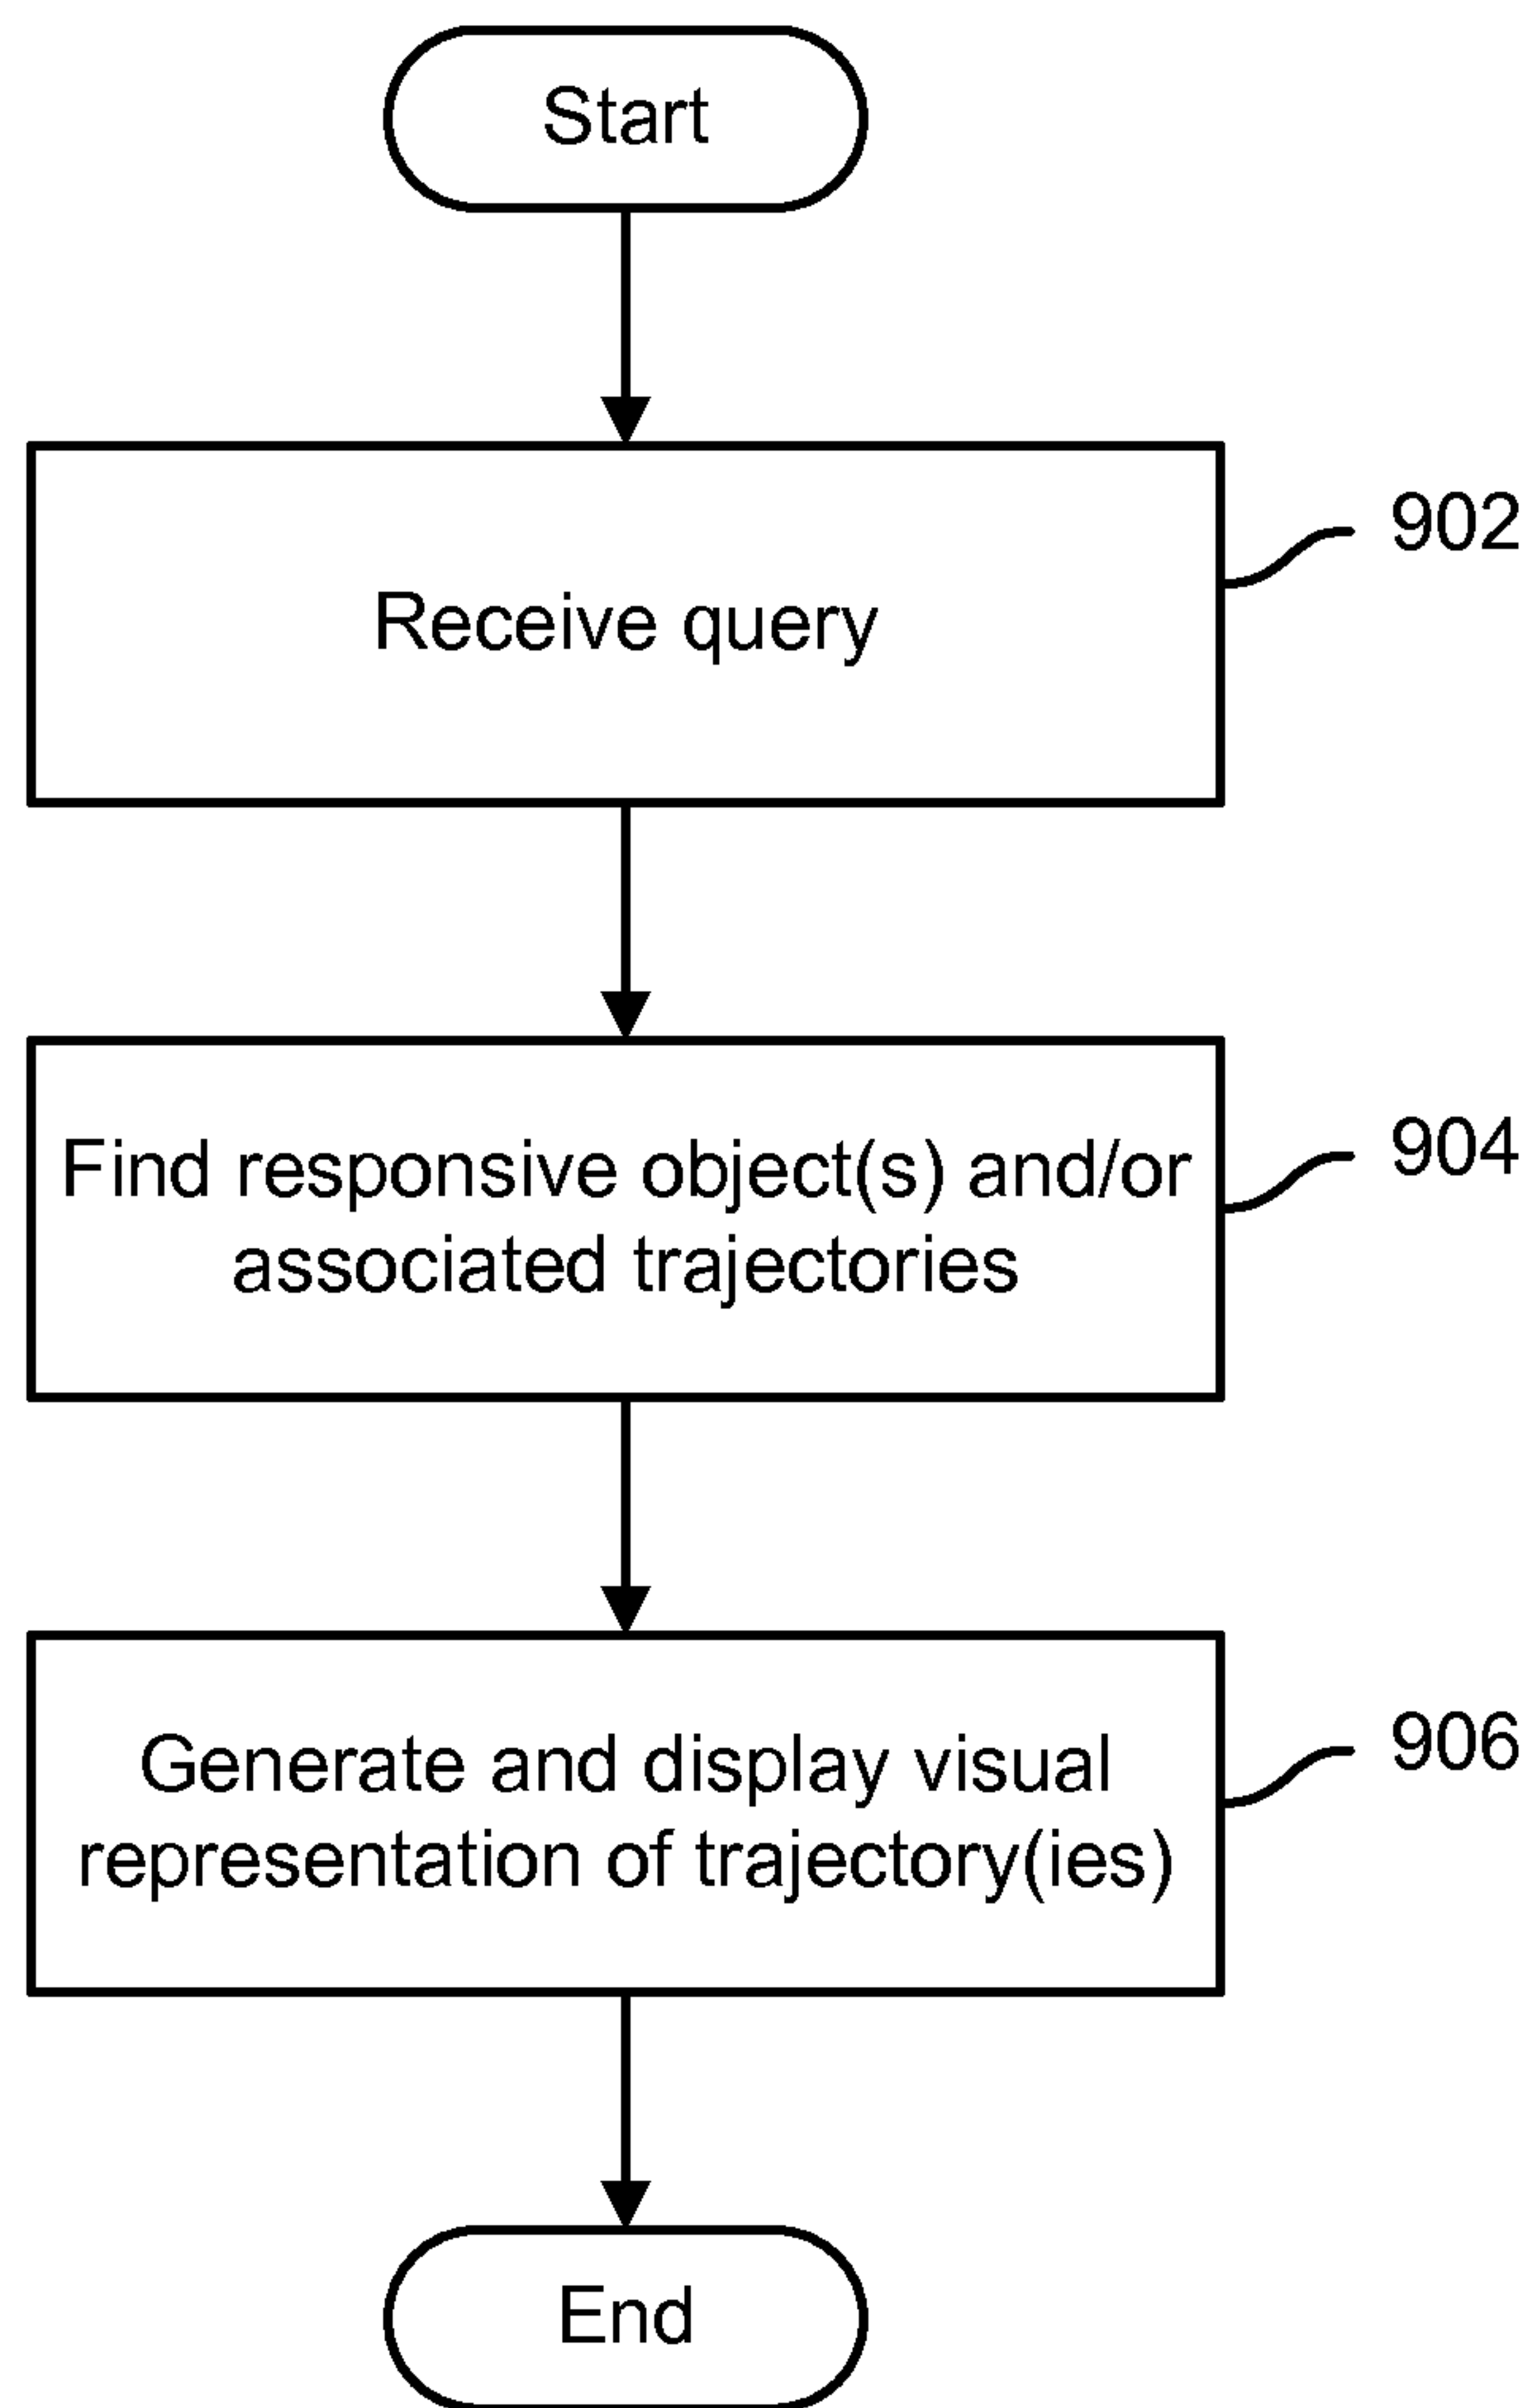 Start
902
Receive query
904
Find responsive object(s) and/or
associated trajectories
906
Generate and display visual
representation of trajectory(ies)
End